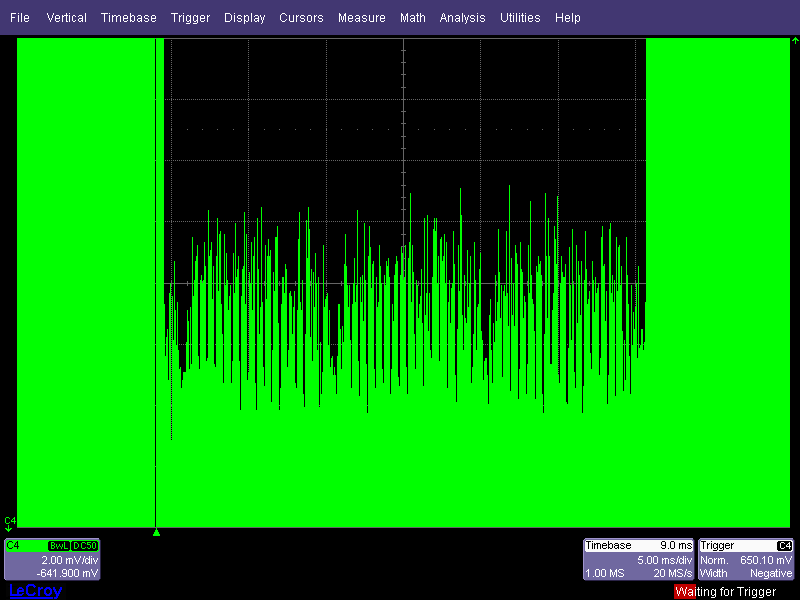 File Vertical Timebase Trigger Display Cursors Measure Math Analysis Utilities Help
C4
C4 BwL DC50
2.00 mV/div
-641.900 mV
Timebase 9.0 ms
5.00 ms/div
1.00 MS 20 MS/s
Trigger C4
Norm. 650.10 mV
Width Negative
LeCroy
Waiting for Trigger